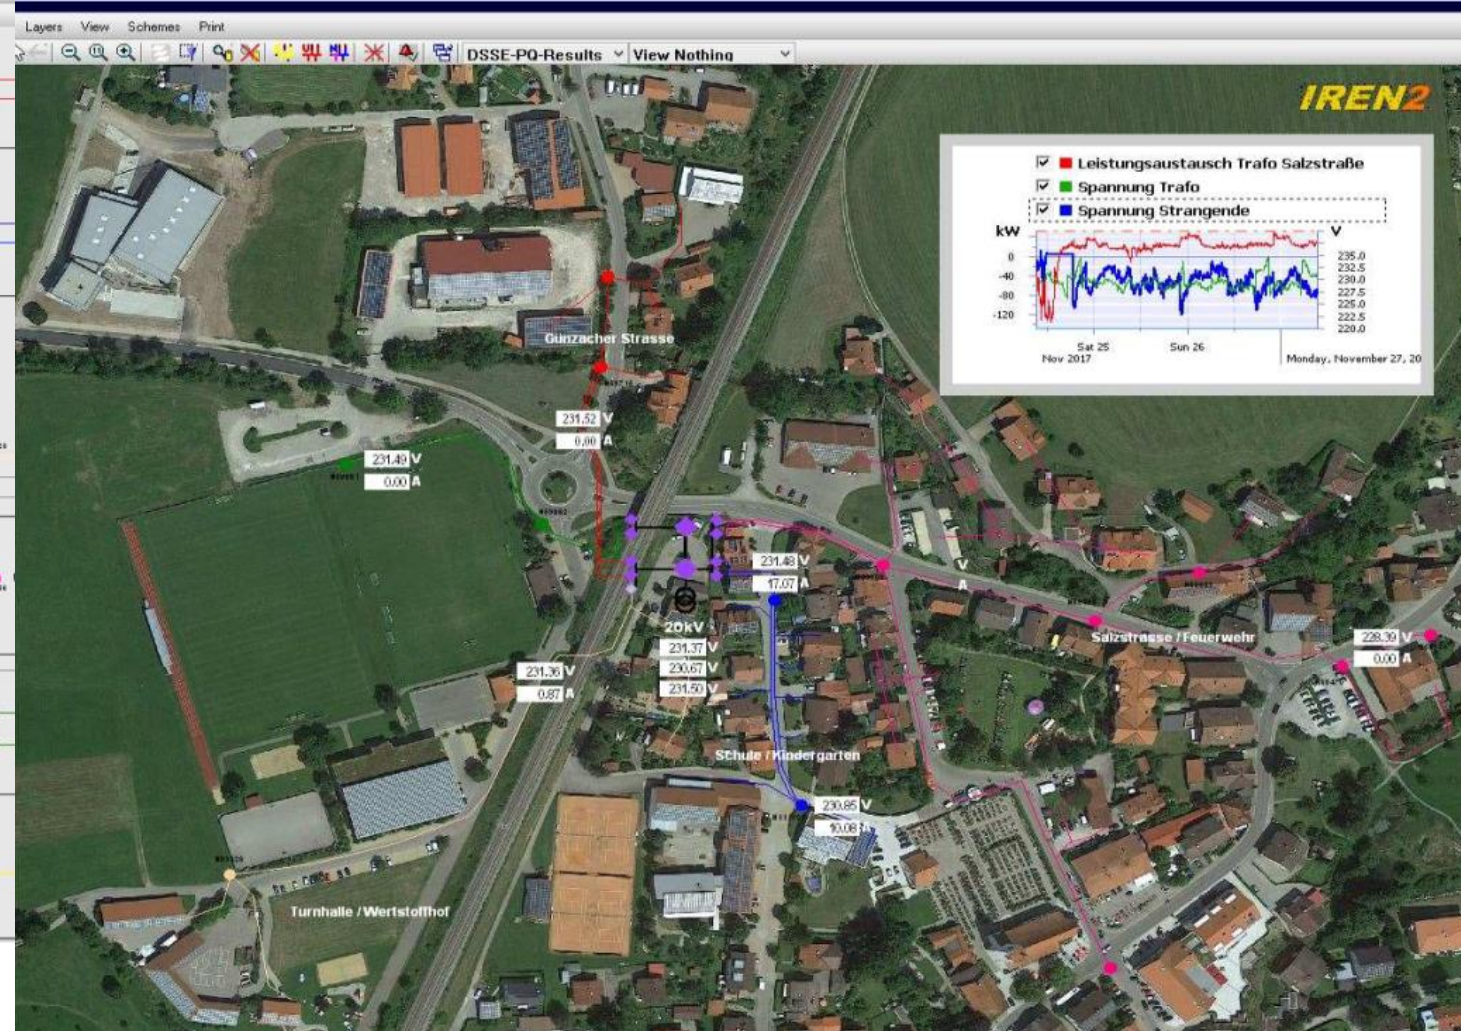 Layers View Schemes Print
DSSE-PQ-Results View Nothing
IREN2
Leistungsaustausch Trafo Salzstraße
Spannung Trafo
Spannung Strangende
kW V
0
-40
-80
-120
235.0
232.5
230.0
227.5
225.0
222.5
220.0
Sat 25 Sun 26
Nov 2017 Monday, November 27, 20
Gunzacher Strasse
231.52 V
0.00 A
231.49 V
0.00 A
231.48 V
17.07 A
V
A
20kV
231.37 V
230.67 V
231.50 V
231.36 V
0.87 A
Salzstrasse / Feuerwehr
228.39 V
0.00 A
Schule / Kindergarten
230.85 V
10.08
Turnhalle / Wertstoffhof